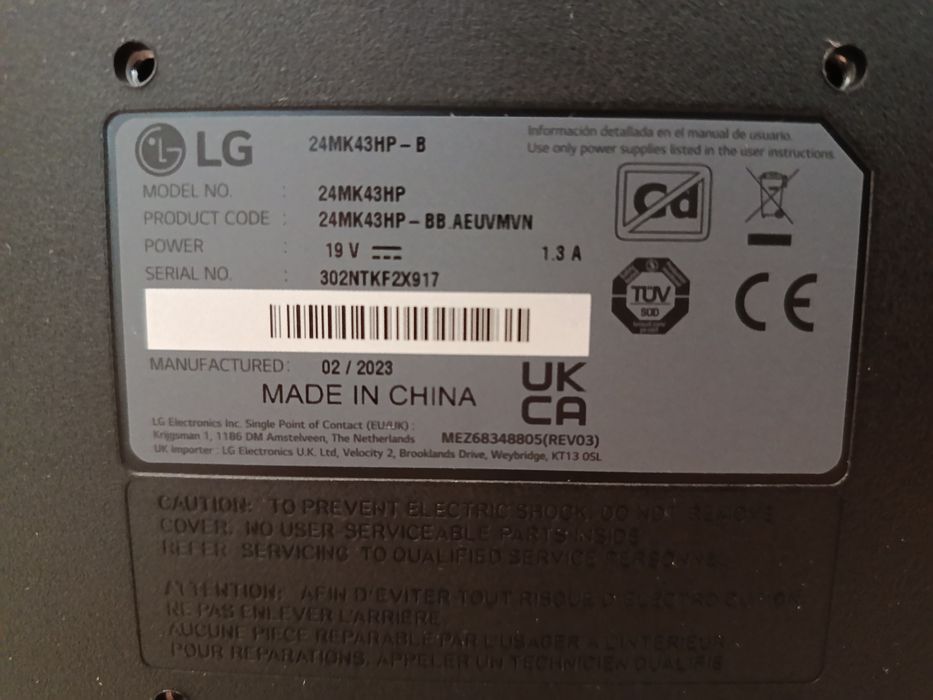 LG
24MK43HP - B
Información detallada en el manual de usuario.
Use only power supplies listed in the user instructions.
MODEL NO. : 24MK43HP
PRODUCT CODE : 24MK43HP - BB.AEUVMVN
POWER : 19 V 1.3 A
SERIAL NO. : 302NTKF2X917
Cd
TÜV
SÜD
CE
MANUFACTURED: 02 / 2023
MADE IN CHINA
UK
CA
LG Electronics Inc. Single Point of Contact (EU/UK) :
Krijgsman 1, 1186 DM Amstelveen, The Netherlands
MEZ68348805(REV03)
UK Importer : LG Electronics U.K. Ltd, Velocity 2, Brooklands Drive, Weybridge, KT13 0SL
CAUTION: TO PREVENT ELECTRIC SHOCK, DO NOT REMOVE
COVER. NO USER-SERVICEABLE PARTS INSIDE
REFER SERVICING TO QUALIFIED SERVICE PERSONNEL.
ATTENTION: AFIN D'EVITER TOUT RISQUE D'ELECTROCUTION
NE PAS ENLEVER L'ARRIERE.
AUCUNE PIECE REPARABLE PAR L'USAGER A L'INTERIEUR
POUR REPARATIONS, APPELER UN TECHNICIEN QUALIFIE